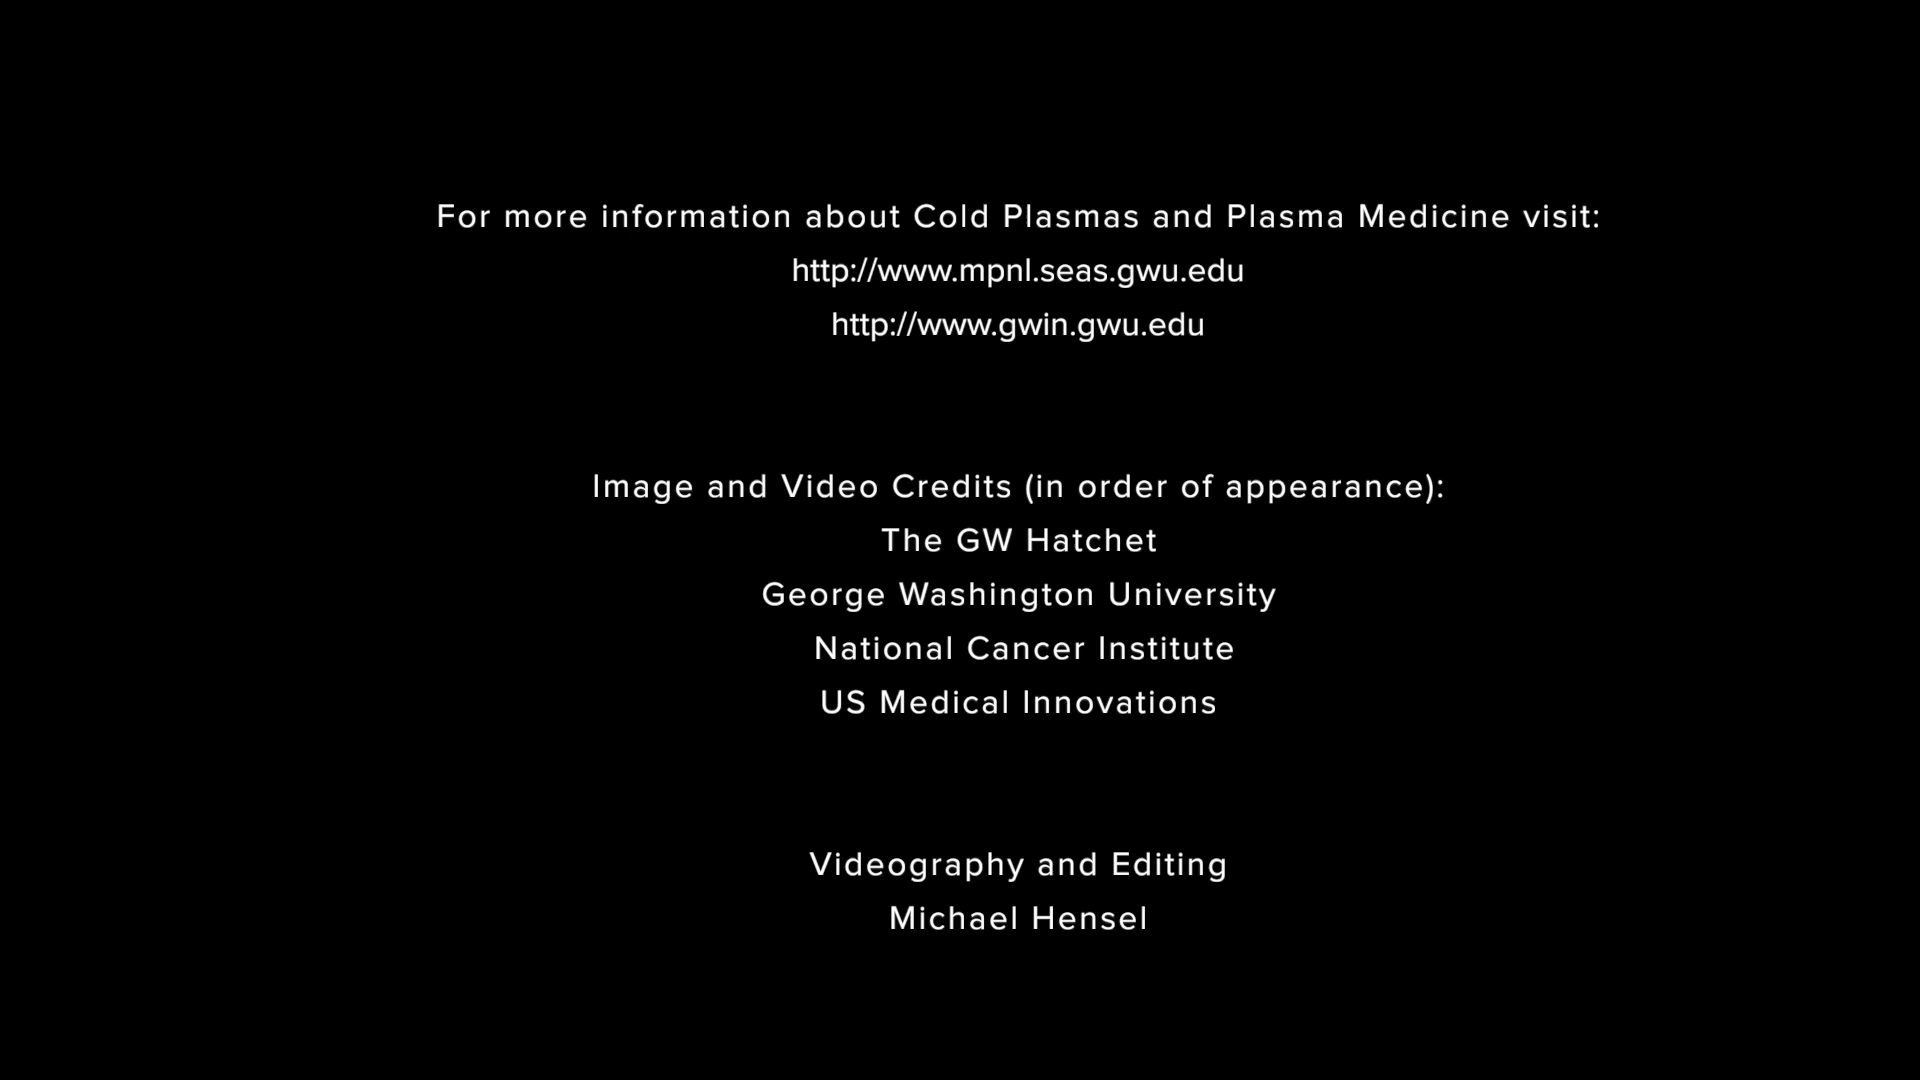 For more information about Cold Plasmas and Plasma Medicine visit:
http://www.mpnl.seas.gwu.edu
http://www.gwin.gwu.edu
Image and Video Credits (in order of appearance):
The GW Hatchet
George Washington University
National Cancer Institute
US Medical Innovations
Videography and Editing
Michael Hensel